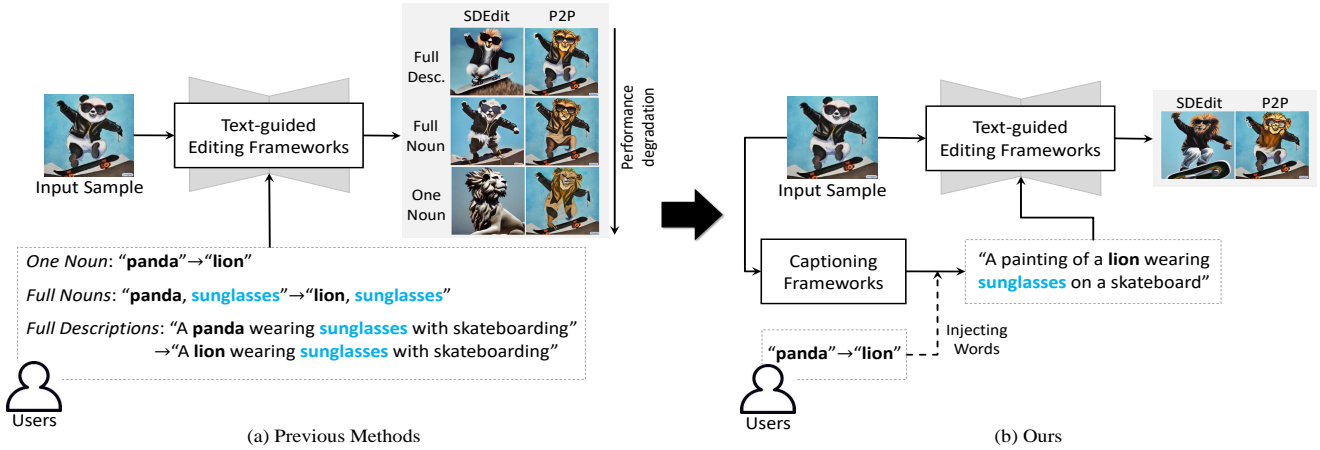 SDEdit P2P
Full
Desc.
Full
Noun
One
Noun
Performance
degradation
Input Sample
Text-guided
Editing Frameworks
One Noun: “panda”→“lion”
Full Nouns: “panda, sunglasses”→“lion, sunglasses”
Full Descriptions: “A panda wearing sunglasses with skateboarding”
→“A lion wearing sunglasses with skateboarding”
Users
(a) Previous Methods
Input Sample
Text-guided
Editing Frameworks
SDEdit P2P
Captioning
Frameworks
“A painting of a lion wearing
sunglasses on a skateboard”
Injecting
Words
“panda”→“lion”
Users
(b) Ours